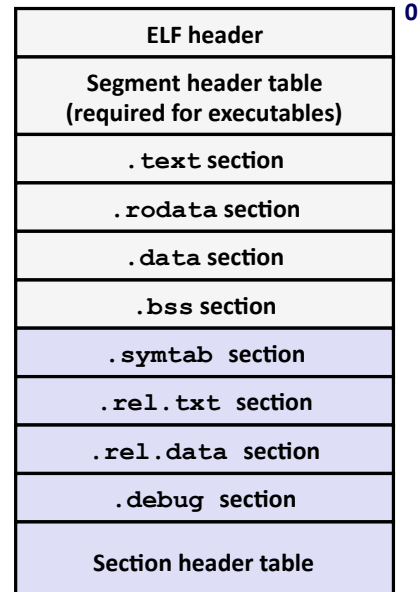 0
ELF header
Segment header table
(required for executables)
.text section
.rodata section
.data section
.bss section
.symtab section
.rel.txt section
.rel.data section
.debug section
Section header table